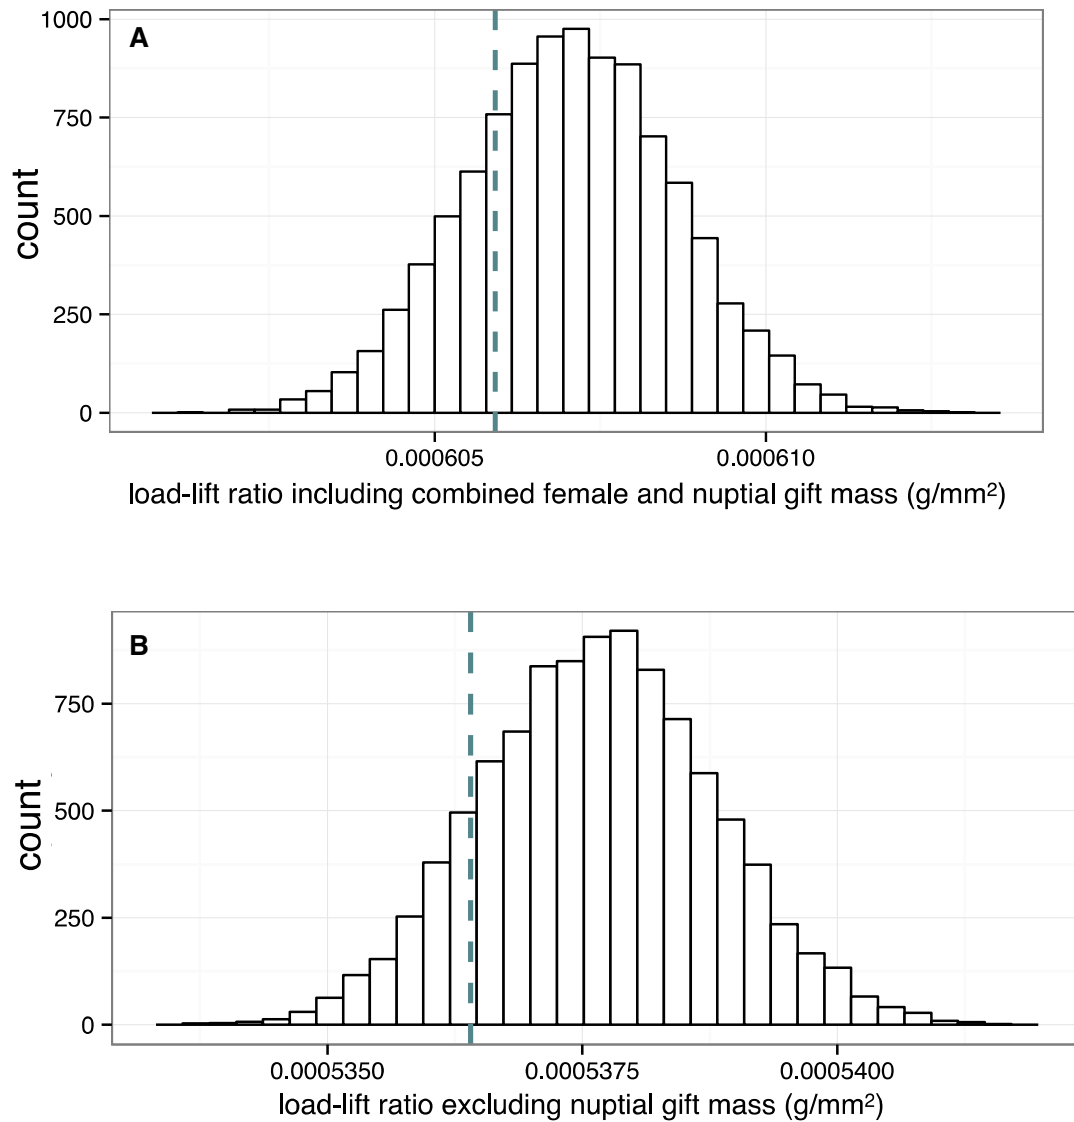 A
1000
750
500
250
0
count
0.000605 0.000610
load-lift ratio including combined female and nuptial gift mass (g/mm²)
B
750
500
250
0
count
0.0005350 0.0005375 0.0005400
load-lift ratio excluding nuptial gift mass (g/mm²)